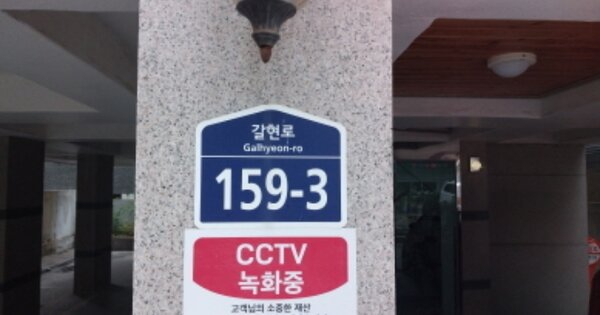 갈현로
Galhyeon-ro
159-3
CCTV
녹화중
고객님의 소중한 재산